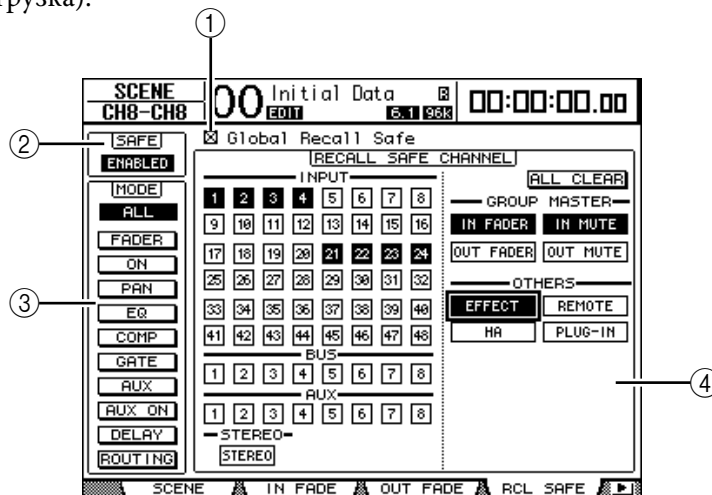 грузка).
①
SCENE
CH8-CH8
00 Initial Data R
EDIT 6.1 96K
00:00:00.00
②
SAFE
ENABLED
Global Recall Safe
RECALL SAFE CHANNEL
③
MODE
ALL
FADER
ON
PAN
EQ
COMP
GATE
AUX
AUX ON
DELAY
ROUTING
INPUT
1 2 3 4 5 6 7 8
9 10 11 12 13 14 15 16
17 18 19 20 21 22 23 24
25 26 27 28 29 30 31 32
33 34 35 36 37 38 39 40
41 42 43 44 45 46 47 48
BUS
1 2 3 4 5 6 7 8
AUX
1 2 3 4 5 6 7 8
STEREO
STEREO
ALL CLEAR
GROUP MASTER
IN FADER IN MUTE
OUT FADER OUT MUTE
OTHERS
EFFECT REMOTE
HA PLUG-IN
④
SCENE IN FADE OUT FADE RCL SAFE